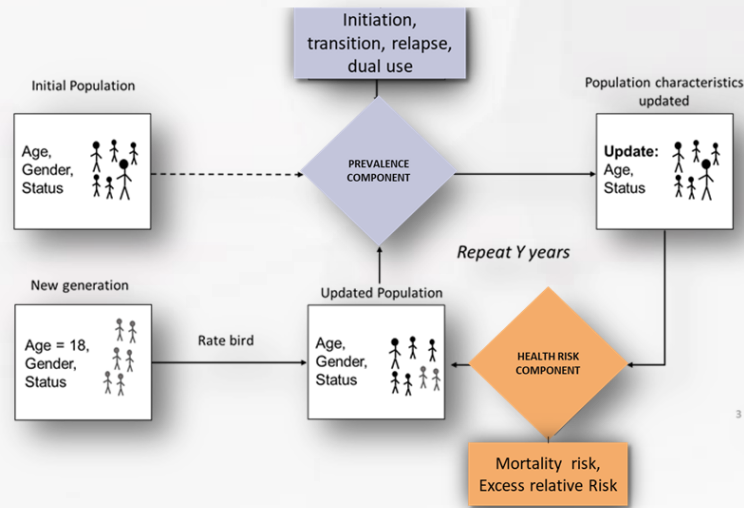 Initiation,
transition, relapse,
dual use
Initial Population
Population characteristics
updated
Age,
Gender,
Status
PREVALENCE
COMPONENT
Update:
Age,
Status
Repeat Y years
New generation
Updated Population
Age = 18,
Gender,
Status
Rate bird
Age,
Gender,
Status
HEALTH RISK
COMPONENT
3
Mortality risk,
Excess relative Risk